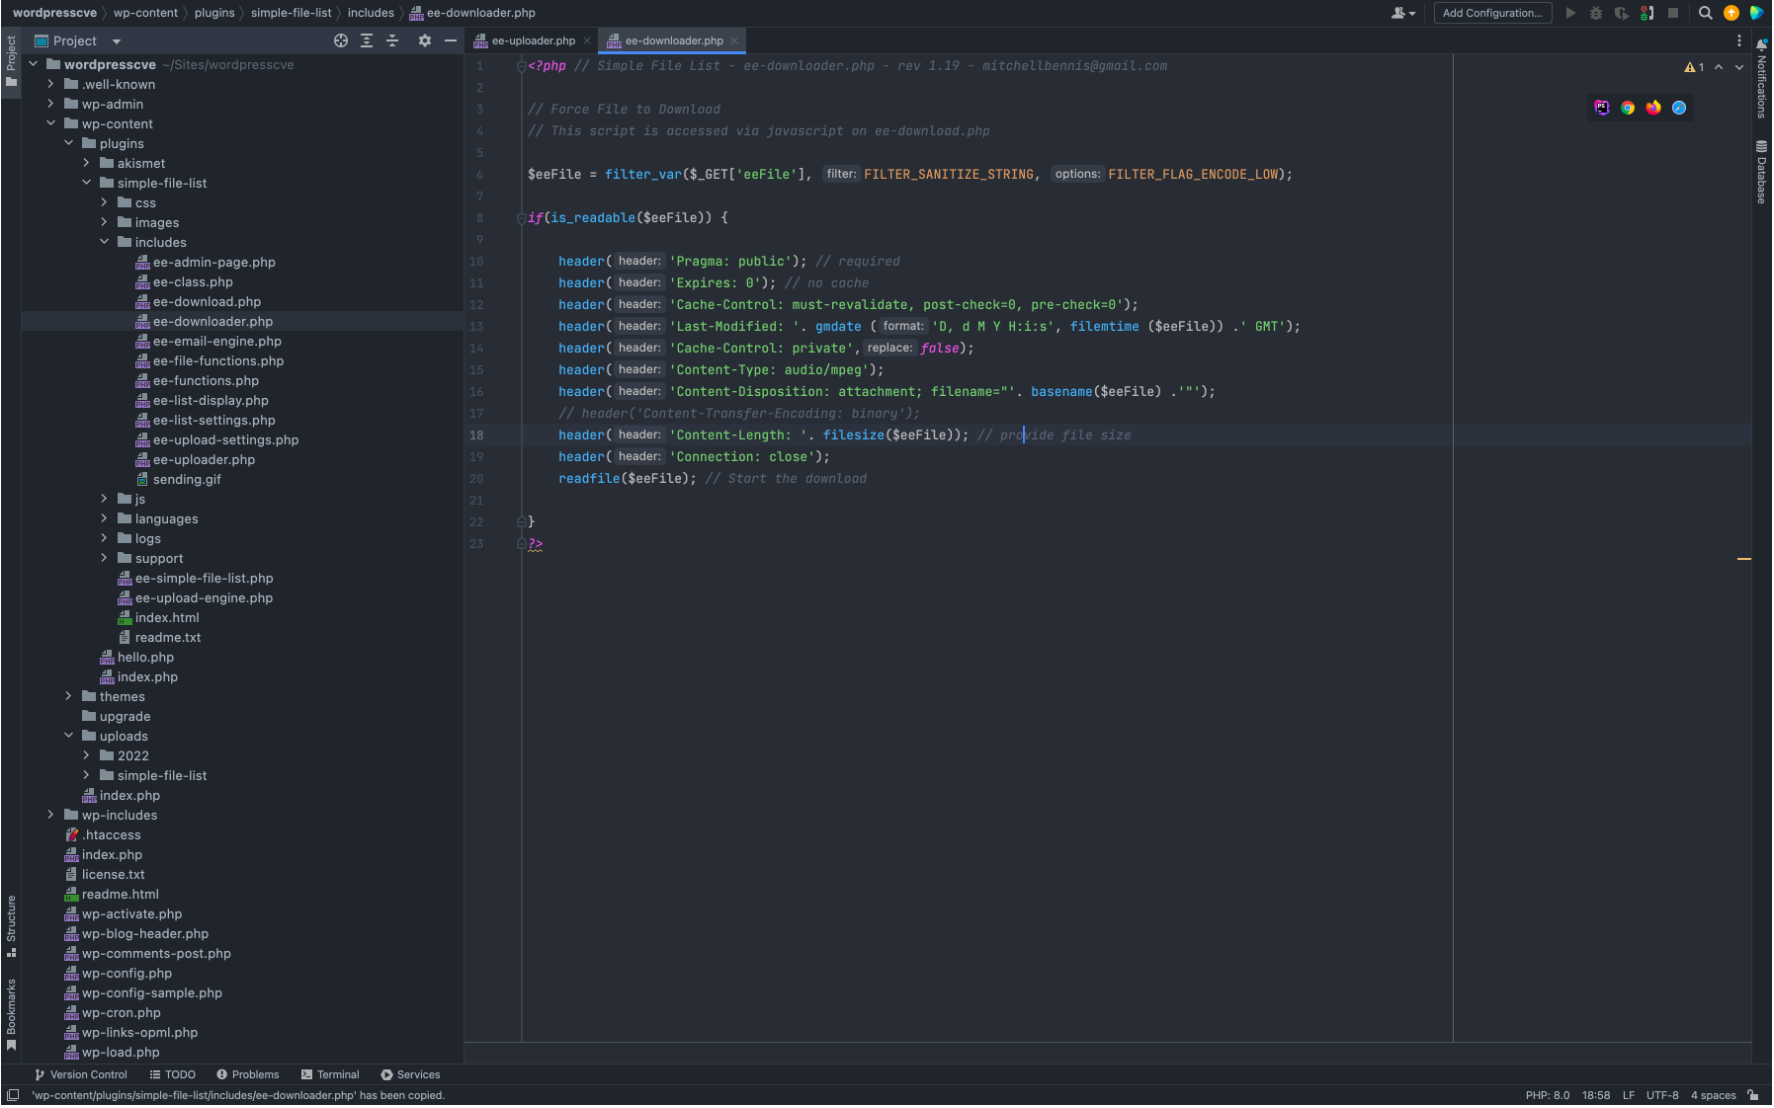 wordpresscve wp-content plugins simple-file-list includes ee-downloader.php
Add Configuration...
Project
ee-uploader.php
ee-downloader.php
Project
wordpresscve ~/Sites/wordpresscve
.well-known
wp-admin
wp-content
plugins
akismet
simple-file-list
css
images
includes
ee-admin-page.php
ee-class.php
ee-download.php
ee-downloader.php
ee-email-engine.php
ee-file-functions.php
ee-functions.php
ee-list-display.php
ee-list-settings.php
ee-upload-settings.php
ee-uploader.php
sending.gif
js
languages
logs
support
ee-simple-file-list.php
ee-upload-engine.php
index.html
readme.txt
hello.php
index.php
themes
upgrade
uploads
2022
simple-file-list
index.php
wp-includes
.htaccess
index.php
license.txt
readme.html
wp-activate.php
wp-blog-header.php
wp-comments-post.php
wp-config.php
wp-config-sample.php
wp-cron.php
wp-links-opml.php
wp-load.php
Structure
Bookmarks
1 <?php // Simple File List - ee-downloader.php - rev 1.19 - mitchellbennis@gmail.com
2
3 // Force File to Download
4 // This script is accessed via javascript on ee-download.php
5
6 $eeFile = filter_var($_GET['eeFile'], filter: FILTER_SANITIZE_STRING, options: FILTER_FLAG_ENCODE_LOW);
7
8 if(is_readable($eeFile)) {
9
10 header( header: 'Pragma: public'); // required
11 header( header: 'Expires: 0'); // no cache
12 header( header: 'Cache-Control: must-revalidate, post-check=0, pre-check=0');
13 header( header: 'Last-Modified: '. gmdate ( format: 'D, d M Y H:i:s', filemtime ($eeFile)) .' GMT');
14 header( header: 'Cache-Control: private', replace: false);
15 header( header: 'Content-Type: audio/mpeg');
16 header( header: 'Content-Disposition: attachment; filename="'. basename($eeFile) .'"');
17 // header('Content-Transfer-Encoding: binary');
18 header( header: 'Content-Length: '. filesize($eeFile)); // provide file size
19 header( header: 'Connection: close');
20 readfile($eeFile); // Start the download
21
22 }
23 ?>
1
Notifications
Database
Version Control TODO Problems Terminal Services
'wp-content/plugins/simple-file-list/includes/ee-downloader.php' has been copied.
PHP: 8.0 18:58 LF UTF-8 4 spaces